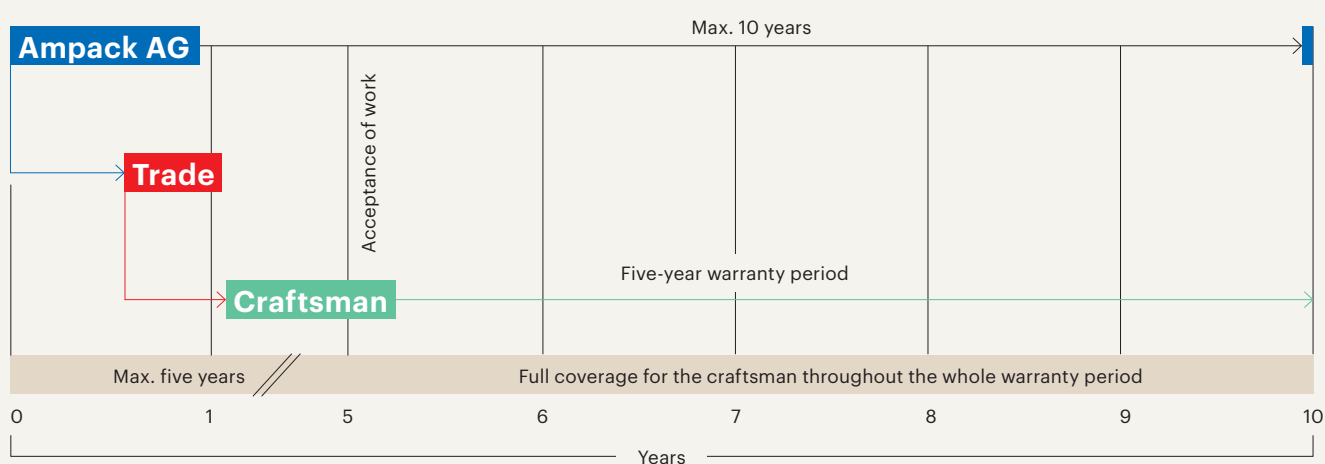 Max. 10 years
Ampack AG
Acceptance of work
Trade
Five-year warranty period
Craftsman
Max. five years
Full coverage for the craftsman throughout the whole warranty period
0 1 5 6 7 8 9 10
Years